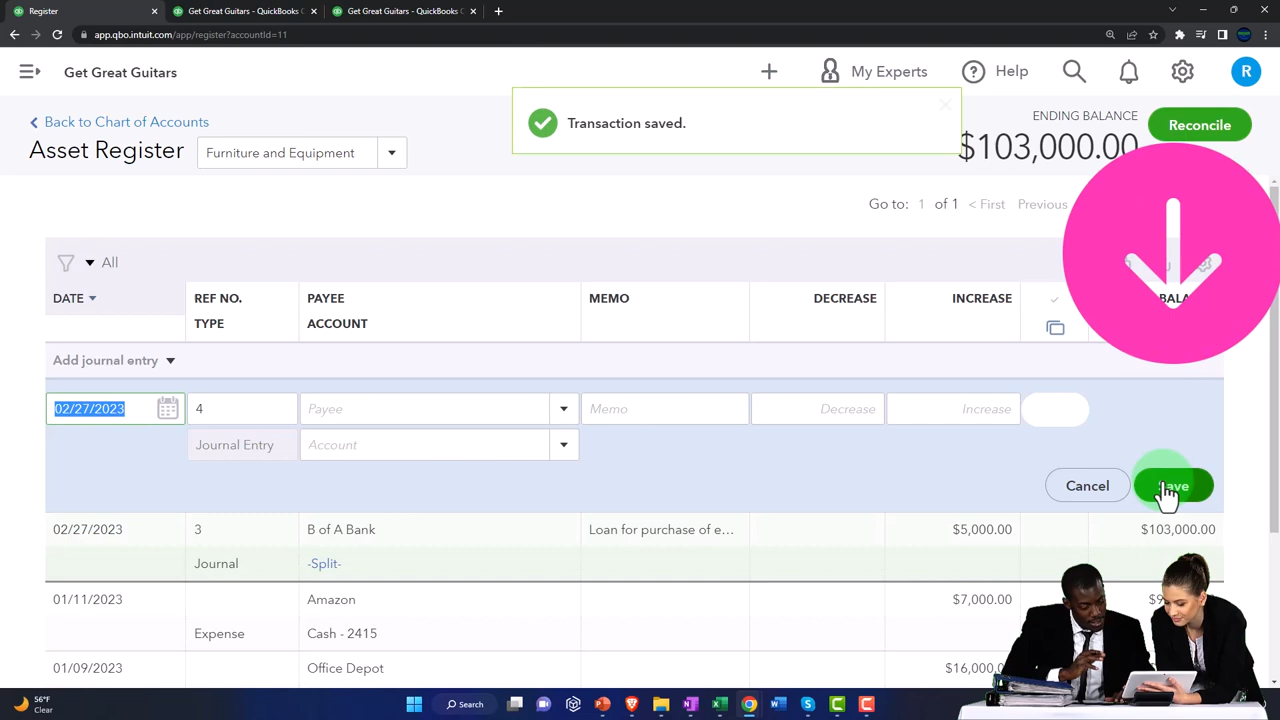 Register
Get Great Guitars - QuickBooks
Get Great Guitars - QuickBooks
app.qbo.intuit.com/app/register?accountId=11
Get Great Guitars
My Experts
Help
R
Back to Chart of Accounts
Asset Register
Furniture and Equipment
Transaction saved.
ENDING BALANCE
$103,000.00
Reconcile
Go to: 1 of 1 < First Previous
All
DATE REF NO. PAYEE MEMO DECREASE INCREASE
TYPE ACCOUNT
Add journal entry
02/27/2023 4 Payee Memo Decrease Increase
Journal Entry Account
Cancel Save
02/27/2023 3 B of A Bank Loan for purchase of e... $5,000.00 $103,000.00
Journal -Split-
01/11/2023 Amazon $7,000.00
Expense Cash - 2415
01/09/2023 Office Depot
56°F
Clear
Search